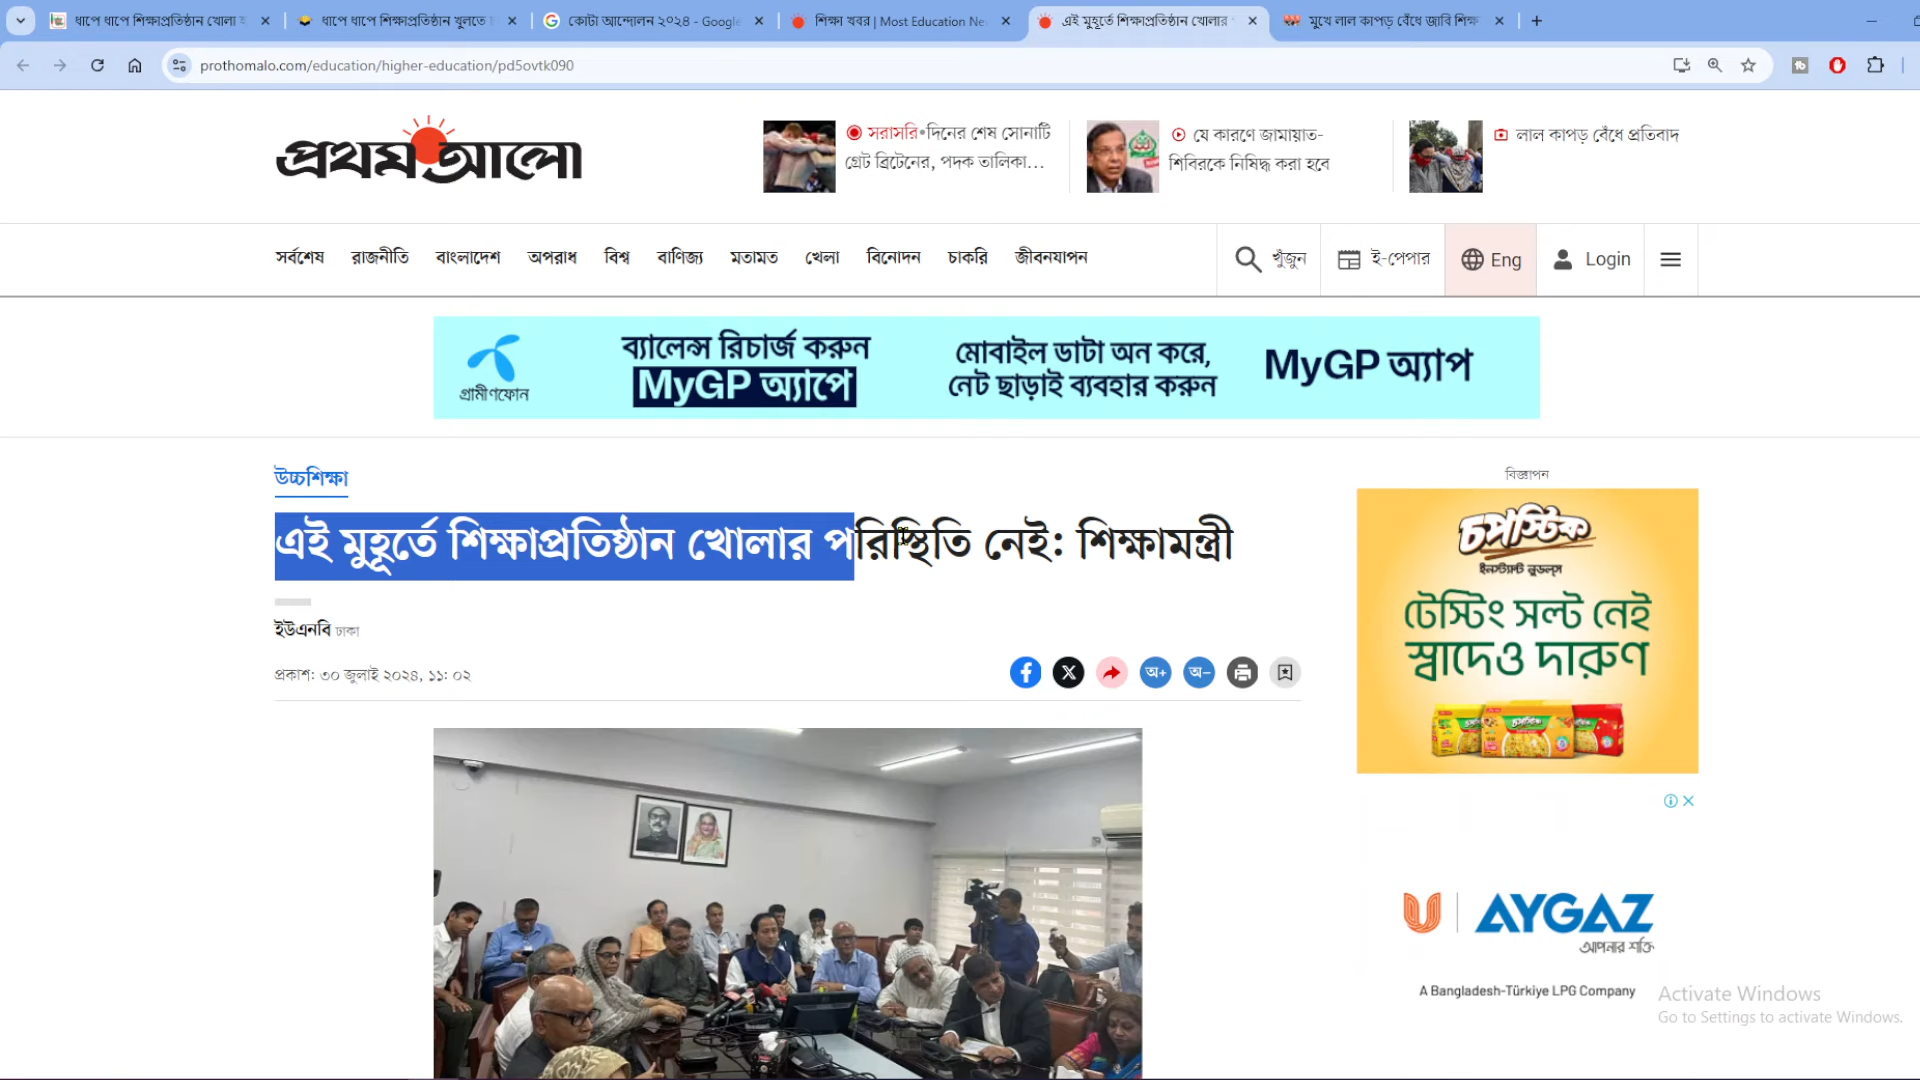 ধাপে ধাপে শিক্ষাপ্রতিষ্ঠান খোলা হ
ধাপে ধাপে শিক্ষাপ্রতিষ্ঠান খুলতে
কোটা আন্দোলন ২০২৪ - Google
শিক্ষা খবর | Most Education Ne
এই মুহূর্তে শিক্ষাপ্রতিষ্ঠান খোলার
মুখে লাল কাপড় বেঁধে জাবি শিক্ষ
prothomalo.com/education/higher-education/pd5ovtk090
প্রথম আলো
সরাসরি•দিনের শেষ সোনাটি
গ্রেট ব্রিটেনের, পদক তালিকা...
যে কারণে জামায়াত-
শিবিরকে নিষিদ্ধ করা হবে
লাল কাপড় বেঁধে প্রতিবাদ
সর্বশেষ রাজনীতি বাংলাদেশ অপরাধ বিশ্ব বাণিজ্য মতামত খেলা বিনোদন চাকরি জীবনযাপন
খুঁজুন ই-পেপার Eng Login
গ্রামীণফোন
ব্যালেন্স রিচার্জ করুন
MyGP অ্যাপে
মোবাইল ডাটা অন করে,
নেট ছাড়াই ব্যবহার করুন
MyGP অ্যাপ
উচ্চশিক্ষা
এই মুহূর্তে শিক্ষাপ্রতিষ্ঠান খোলার পরিস্থিতি নেই: শিক্ষামন্ত্রী
ইউএনবি ঢাকা
প্রকাশ: ৩০ জুলাই ২০২৪, ১১: ০২
অ+ অ−
বিজ্ঞাপন
চপস্টিক
ইনস্ট্যান্ট নুডল্‌স
টেস্টিং সল্ট নেই
স্বাদেও দারুণ
AYGAZ
আপনার শক্তি
A Bangladesh-Türkiye LPG Company
Activate Windows
Go to Settings to activate Windows.